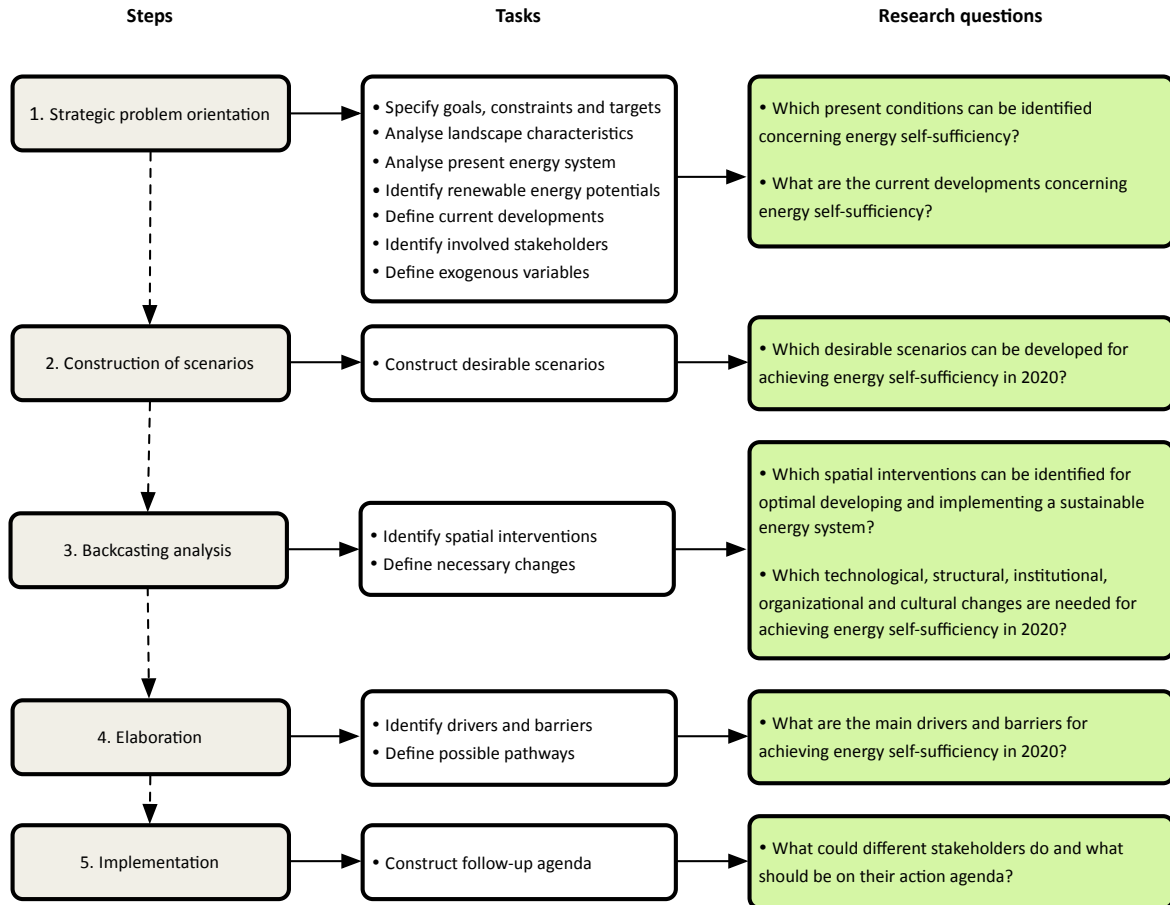 Steps
Tasks
Research questions
1. Strategic problem orientation
• Specify goals, constraints and targets
• Analyse landscape characteristics
• Analyse present energy system
• Identify renewable energy potentials
• Define current developments
• Identify involved stakeholders
• Define exogenous variables
• Which present conditions can be identified
concerning energy self-sufficiency?
• What are the current developments concerning
energy self-sufficiency?
2. Construction of scenarios
• Construct desirable scenarios
• Which desirable scenarios can be developed for
achieving energy self-sufficiency in 2020?
3. Backcasting analysis
• Identify spatial interventions
• Define necessary changes
• Which spatial interventions can be identified for
optimal developing and implementing a sustainable
energy system?
• Which technological, structural, institutional,
organizational and cultural changes are needed for
achieving energy self-sufficiency in 2020?
4. Elaboration
• Identify drivers and barriers
• Define possible pathways
• What are the main drivers and barriers for
achieving energy self-sufficiency in 2020?
5. Implementation
• Construct follow-up agenda
• What could different stakeholders do and what
should be on their action agenda?